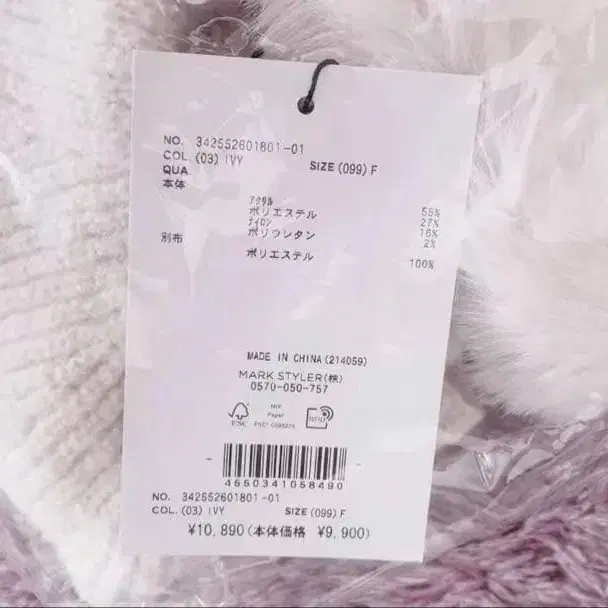 NO. 342552601801-01
COL. (03) IVY SIZE (099) F
QUA.
本体
アクリル 55%
ポリエステル 27%
ナイロン 16%
ポリウレタン 2%
別布
ポリエステル 100%
MADE IN CHINA (214059)
MARK STYLER(株)
0570-050-757
FSC
MIX
Paper
RFID
4550341058490
NO. 342552601801-01
COL. (03) IVY SIZE (099) F
¥10,890(本体価格 ¥9,900)